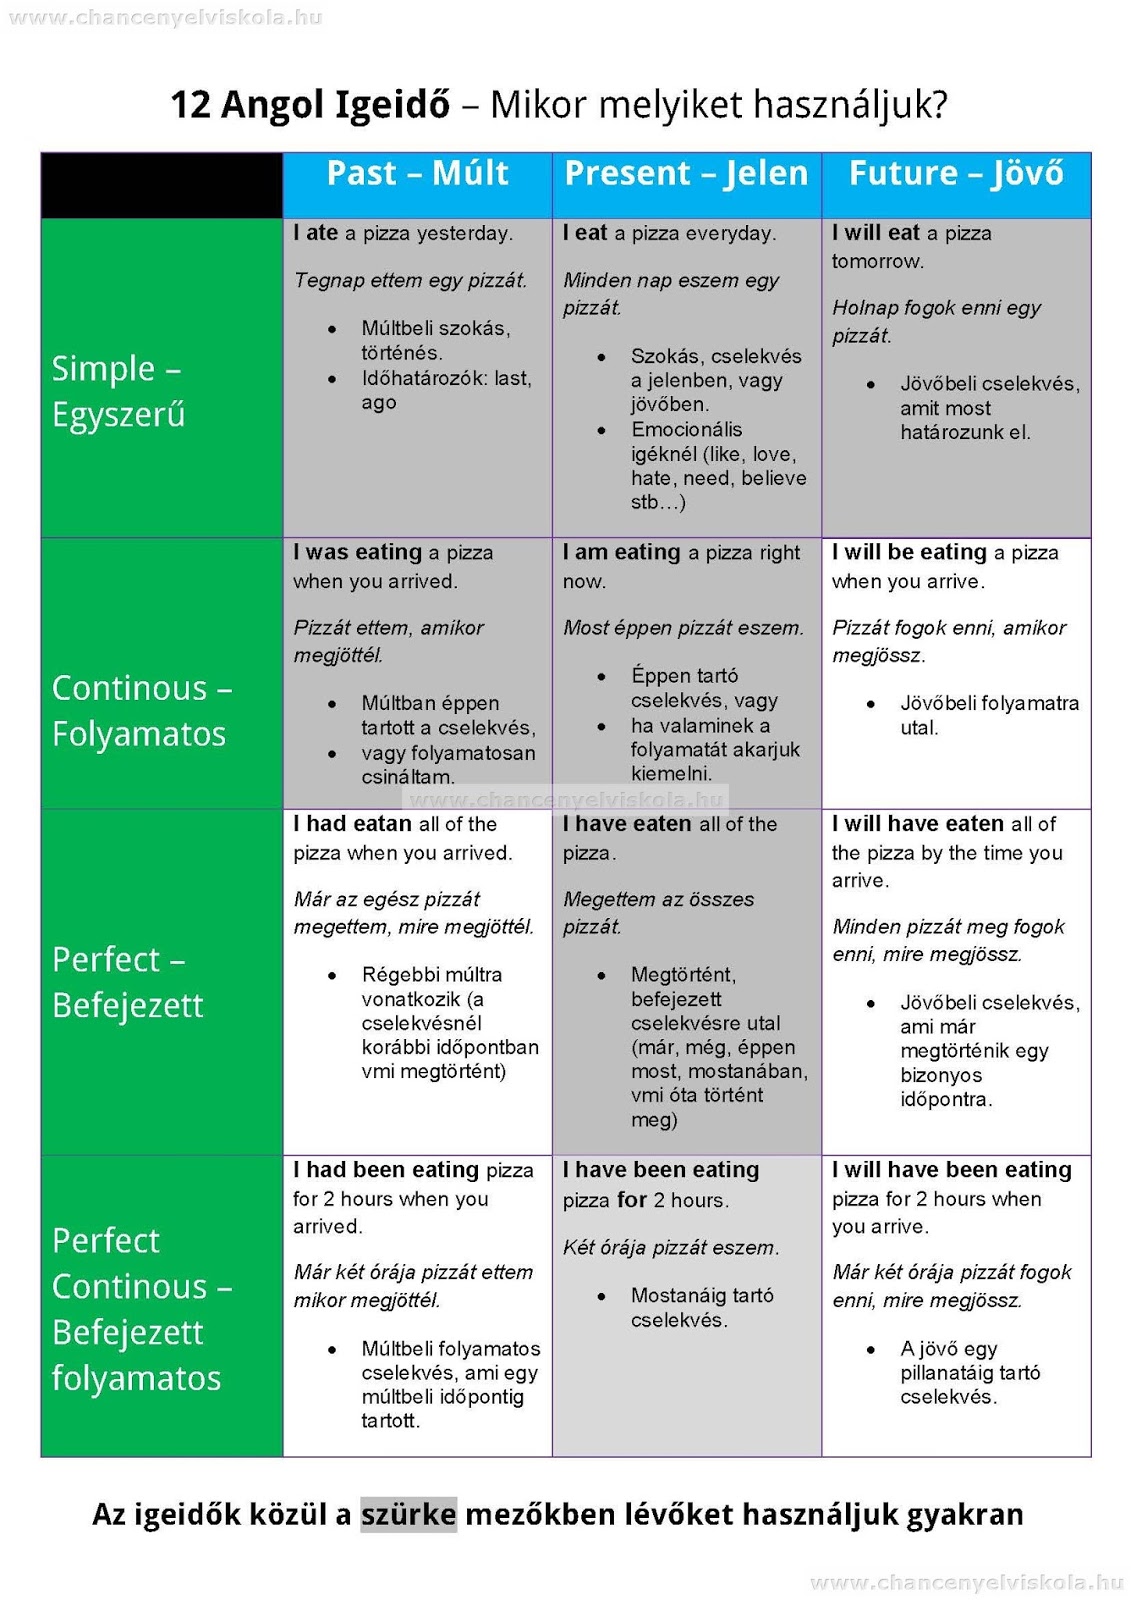 www.chancenyelviskola.hu
12 Angol Igeidő – Mikor melyiket használjuk?
Past – Múlt
Present – Jelen
Future – Jövő
Simple –
Egyszerű
I ate a pizza yesterday.
Tegnap ettem egy pizzát.
• Múltbeli szokás,
történés.
• Időhatározók: last,
ago
I eat a pizza everyday.
Minden nap eszem egy
pizzát.
• Szokás, cselekvés
a jelenben, vagy
jövőben.
• Emocionális
igéknél (like, love,
hate, need, believe
stb…)
I will eat a pizza
tomorrow.
Holnap fogok enni egy
pizzát.
• Jövőbeli cselekvés,
amit most
határozunk el.
Continous –
Folyamatos
I was eating a pizza
when you arrived.
Pizzát ettem, amikor
megjöttél.
• Múltban éppen
tartott a cselekvés,
• vagy folyamatosan
csináltam.
I am eating a pizza right
now.
Most éppen pizzát eszem.
• Éppen tartó
cselekvés, vagy
• ha valaminek a
folyamatát akarjuk
kiemelni.
I will be eating a pizza
when you arrive.
Pizzát fogok enni, amikor
megjössz.
• Jövőbeli folyamatra
utal.
www.chancenyelviskola.hu
Perfect –
Befejezett
I had eatan all of the
pizza when you arrived.
Már az egész pizzát
megettem, mire megjöttél.
• Régebbi múltra
vonatkozik (a
cselekvésnél
korábbi időpontban
vmi megtörtént)
I have eaten all of the
pizza.
Megettem az összes
pizzát.
• Megtörtént,
befejezett
cselekvésre utal
(már, még, éppen
most, mostanában,
vmi óta történt
meg)
I will have eaten all of
the pizza by the time you
arrive.
Minden pizzát meg fogok
enni, mire megjössz.
• Jövőbeli cselekvés,
ami már
megtörténik egy
bizonyos
időpontra.
Perfect
Continous –
Befejezett
folyamatos
I had been eating pizza
for 2 hours when you
arrived.
Már két órája pizzát ettem
mikor megjöttél.
• Múltbeli folyamatos
cselekvés, ami egy
múltbeli időpontig
tartott.
I have been eating
pizza for 2 hours.
Két órája pizzát eszem.
• Mostanáig tartó
cselekvés.
I will have been eating
pizza for 2 hours when
you arrive.
Már két órája pizzát fogok
enni, mire megjössz.
• A jövő egy
pillanatáig tartó
cselekvés.
Az igeidők közül a szürke mezőkben lévőket használjuk gyakran
www.chancenyelviskola.hu